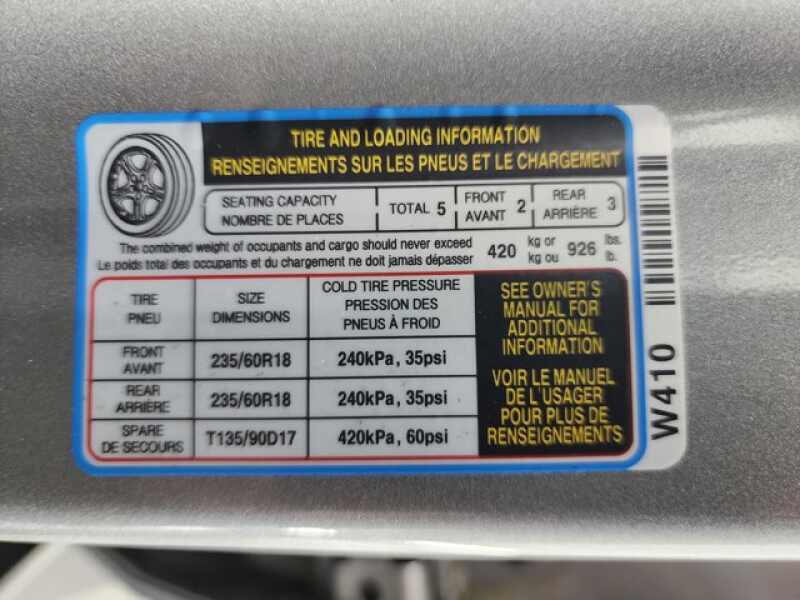 TIRE AND LOADING INFORMATION
RENSEIGNEMENTS SUR LES PNEUS ET LE CHARGEMENT
SEATING CAPACITY
NOMBRE DE PLACES
TOTAL 5
FRONT
AVANT 2
REAR
ARRIÈRE 3
The combined weight of occupants and cargo should never exceed
Le poids total des occupants et du chargement ne doit jamais dépasser
420 kg or 926 lbs.
kg ou lb.
TIRE
PNEU
SIZE
DIMENSIONS
COLD TIRE PRESSURE
PRESSION DES
PNEUS À FROID
FRONT
AVANT
235/60R18
240kPa, 35psi
REAR
ARRIÈRE
235/60R18
240kPa, 35psi
SPARE
DE SECOURS
T135/90D17
420kPa, 60psi
SEE OWNER'S
MANUAL FOR
ADDITIONAL
INFORMATION
VOIR LE MANUEL
DE L'USAGER
POUR PLUS DE
RENSEIGNEMENTS
W410